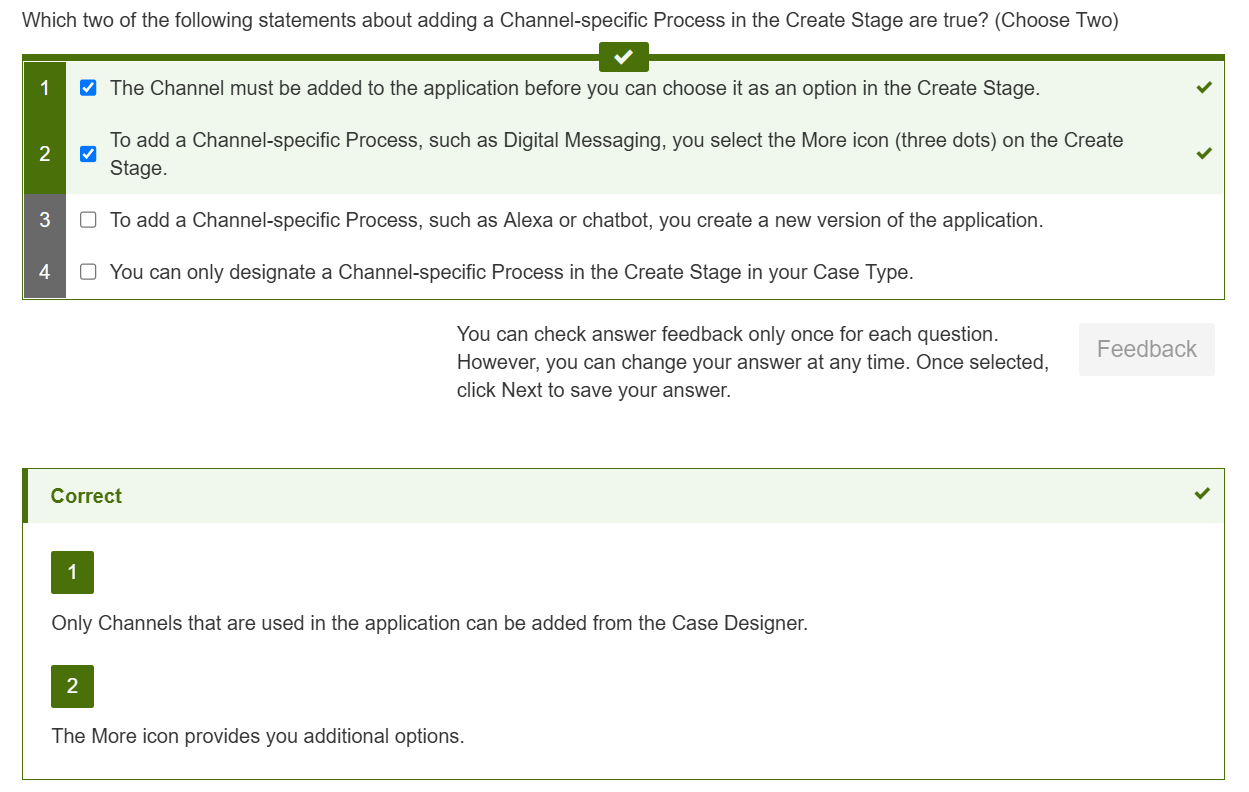 Which two of the following statements about adding a Channel-specific Process in the Create Stage are true? (Choose Two)
1 The Channel must be added to the application before you can choose it as an option in the Create Stage.
2 To add a Channel-specific Process, such as Digital Messaging, you select the More icon (three dots) on the Create
Stage.
3 To add a Channel-specific Process, such as Alexa or chatbot, you create a new version of the application.
4 You can only designate a Channel-specific Process in the Create Stage in your Case Type.
You can check answer feedback only once for each question.
However, you can change your answer at any time. Once selected,
click Next to save your answer.
Feedback
Correct
1
Only Channels that are used in the application can be added from the Case Designer.
2
The More icon provides you additional options.